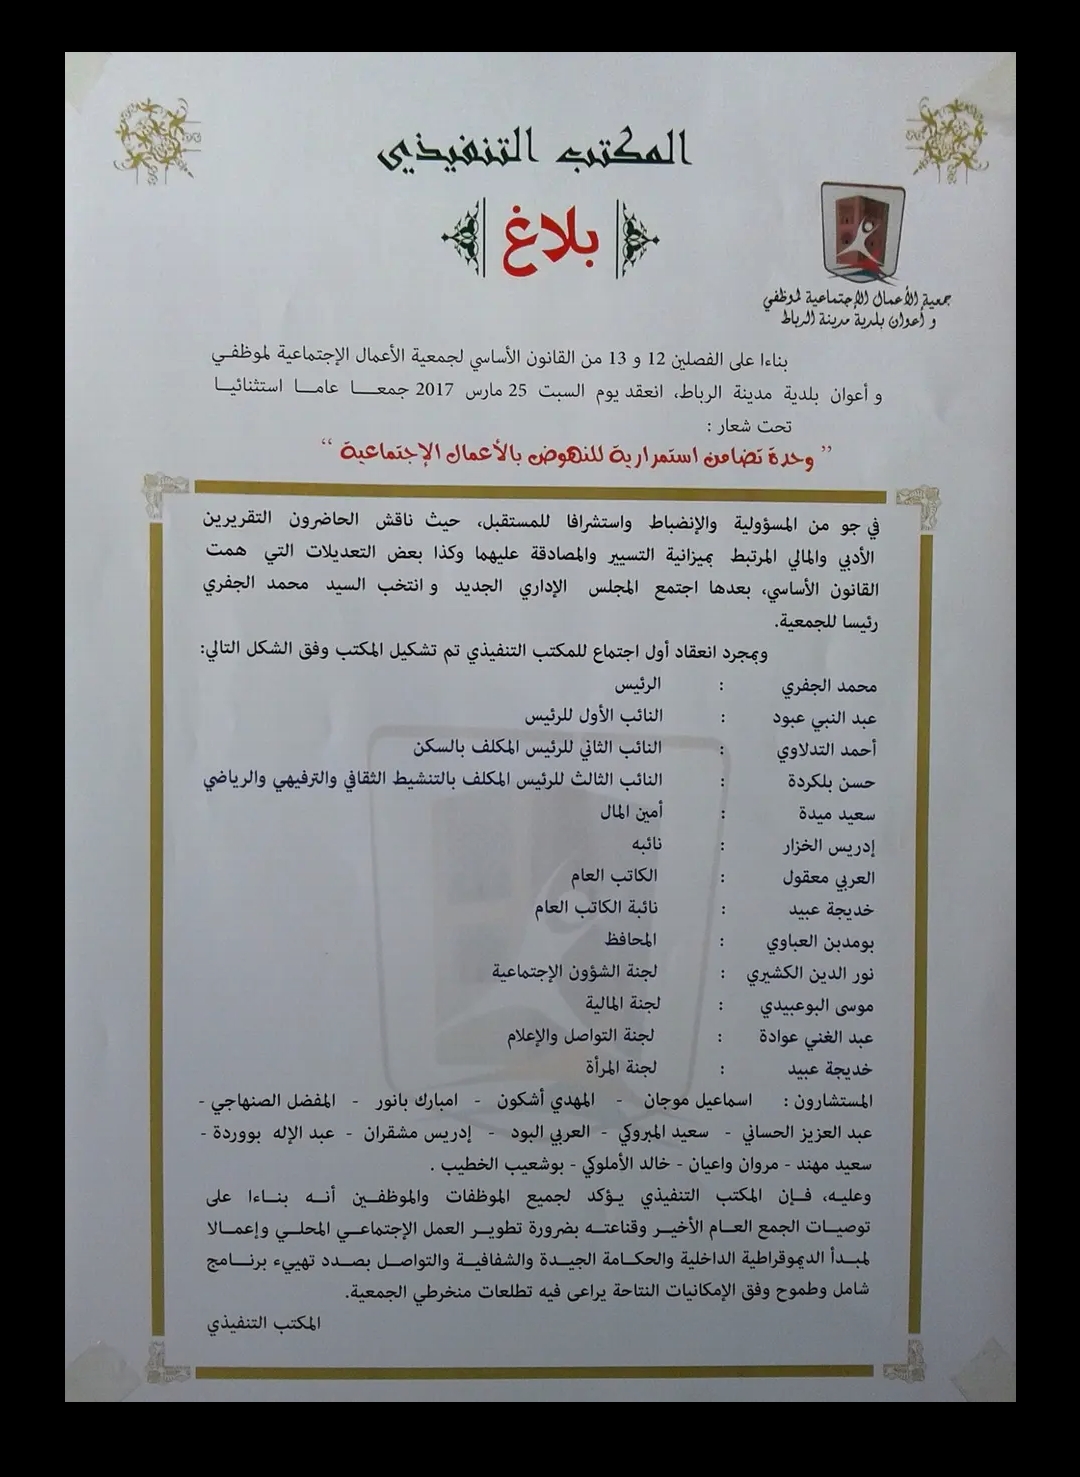 المكتب التنفيذي
بلاغ
جمعية الأعمال الإجتماعية لموظفي
و أعوان بلدية مدينة الرباط
بناءا على الفصلين 12 و 13 من القانون الأساسي لجمعية الأعمال الإجتماعية لموظفي
و أعوان بلدية مدينة الرباط، انعقد يوم السبت 25 مارس 2017 جمعا عاما استثنائيا
تحت شعار :
” وحدة تضامن استمرارية للنهوض بالأعمال الإجتماعية “
في جو من المسؤولية والإنضباط واستشرافا للمستقبل، حيث ناقش الحاضرون التقريرين
الأدبي والمالي المرتبط بميزانية التسيير والمصادقة عليهما وكذا بعض التعديلات التي همت
القانون الأساسي، بعدها اجتمع المجلس الإداري الجديد و انتخب السيد محمد الجفري
رئيسا للجمعية.
وبمجرد انعقاد أول اجتماع للمكتب التنفيذي تم تشكيل المكتب وفق الشكل التالي:
محمد الجفري : الرئيس
عبد النبي عبود : النائب الأول للرئيس
أحمد التدلاوي : النائب الثاني للرئيس المكلف بالسكن
حسن بلكردة : النائب الثالث للرئيس المكلف بالتنشيط الثقافي والترفيهي والرياضي
سعيد ميدة : أمين المال
إدريس الخزار : نائبه
العربي معقول : الكاتب العام
خديجة عبيد : نائبة الكاتب العام
بومدبن العباوي : المحافظ
نور الدين الكشيري : لجنة الشؤون الإجتماعية
موسى البوعبيدي : لجنة المالية
عبد الغني عوادة : لجنة التواصل والإعلام
خديجة عبيد : لجنة المرأة
المستشارون : اسماعيل موجان - المهدي أشكون - امبارك بانور - المفضل الصنهاجي -
عبد العزيز الحساني - سعيد المبروكي - العربي البود - إدريس مشقران - عبد الإله بووردة -
سعيد مهند - مروان واعيان - خالد الأملوكي - بوشعيب الخطيب .
وعليه، فإن المكتب التنفيذي يؤكد لجميع الموظفات والموظفين أنه بناءا على
توصيات الجمع العام الأخير وقناعته بضرورة تطوير العمل الإجتماعي المحلي وإعمالا
لمبدأ الديموقراطية الداخلية والحكامة الجيدة والشفافية والتواصل بصدد تهييء برنامج
شامل وطموح وفق الإمكانيات النتاحة يراعى فيه تطلعات منخرطي الجمعية.
المكتب التنفيذي